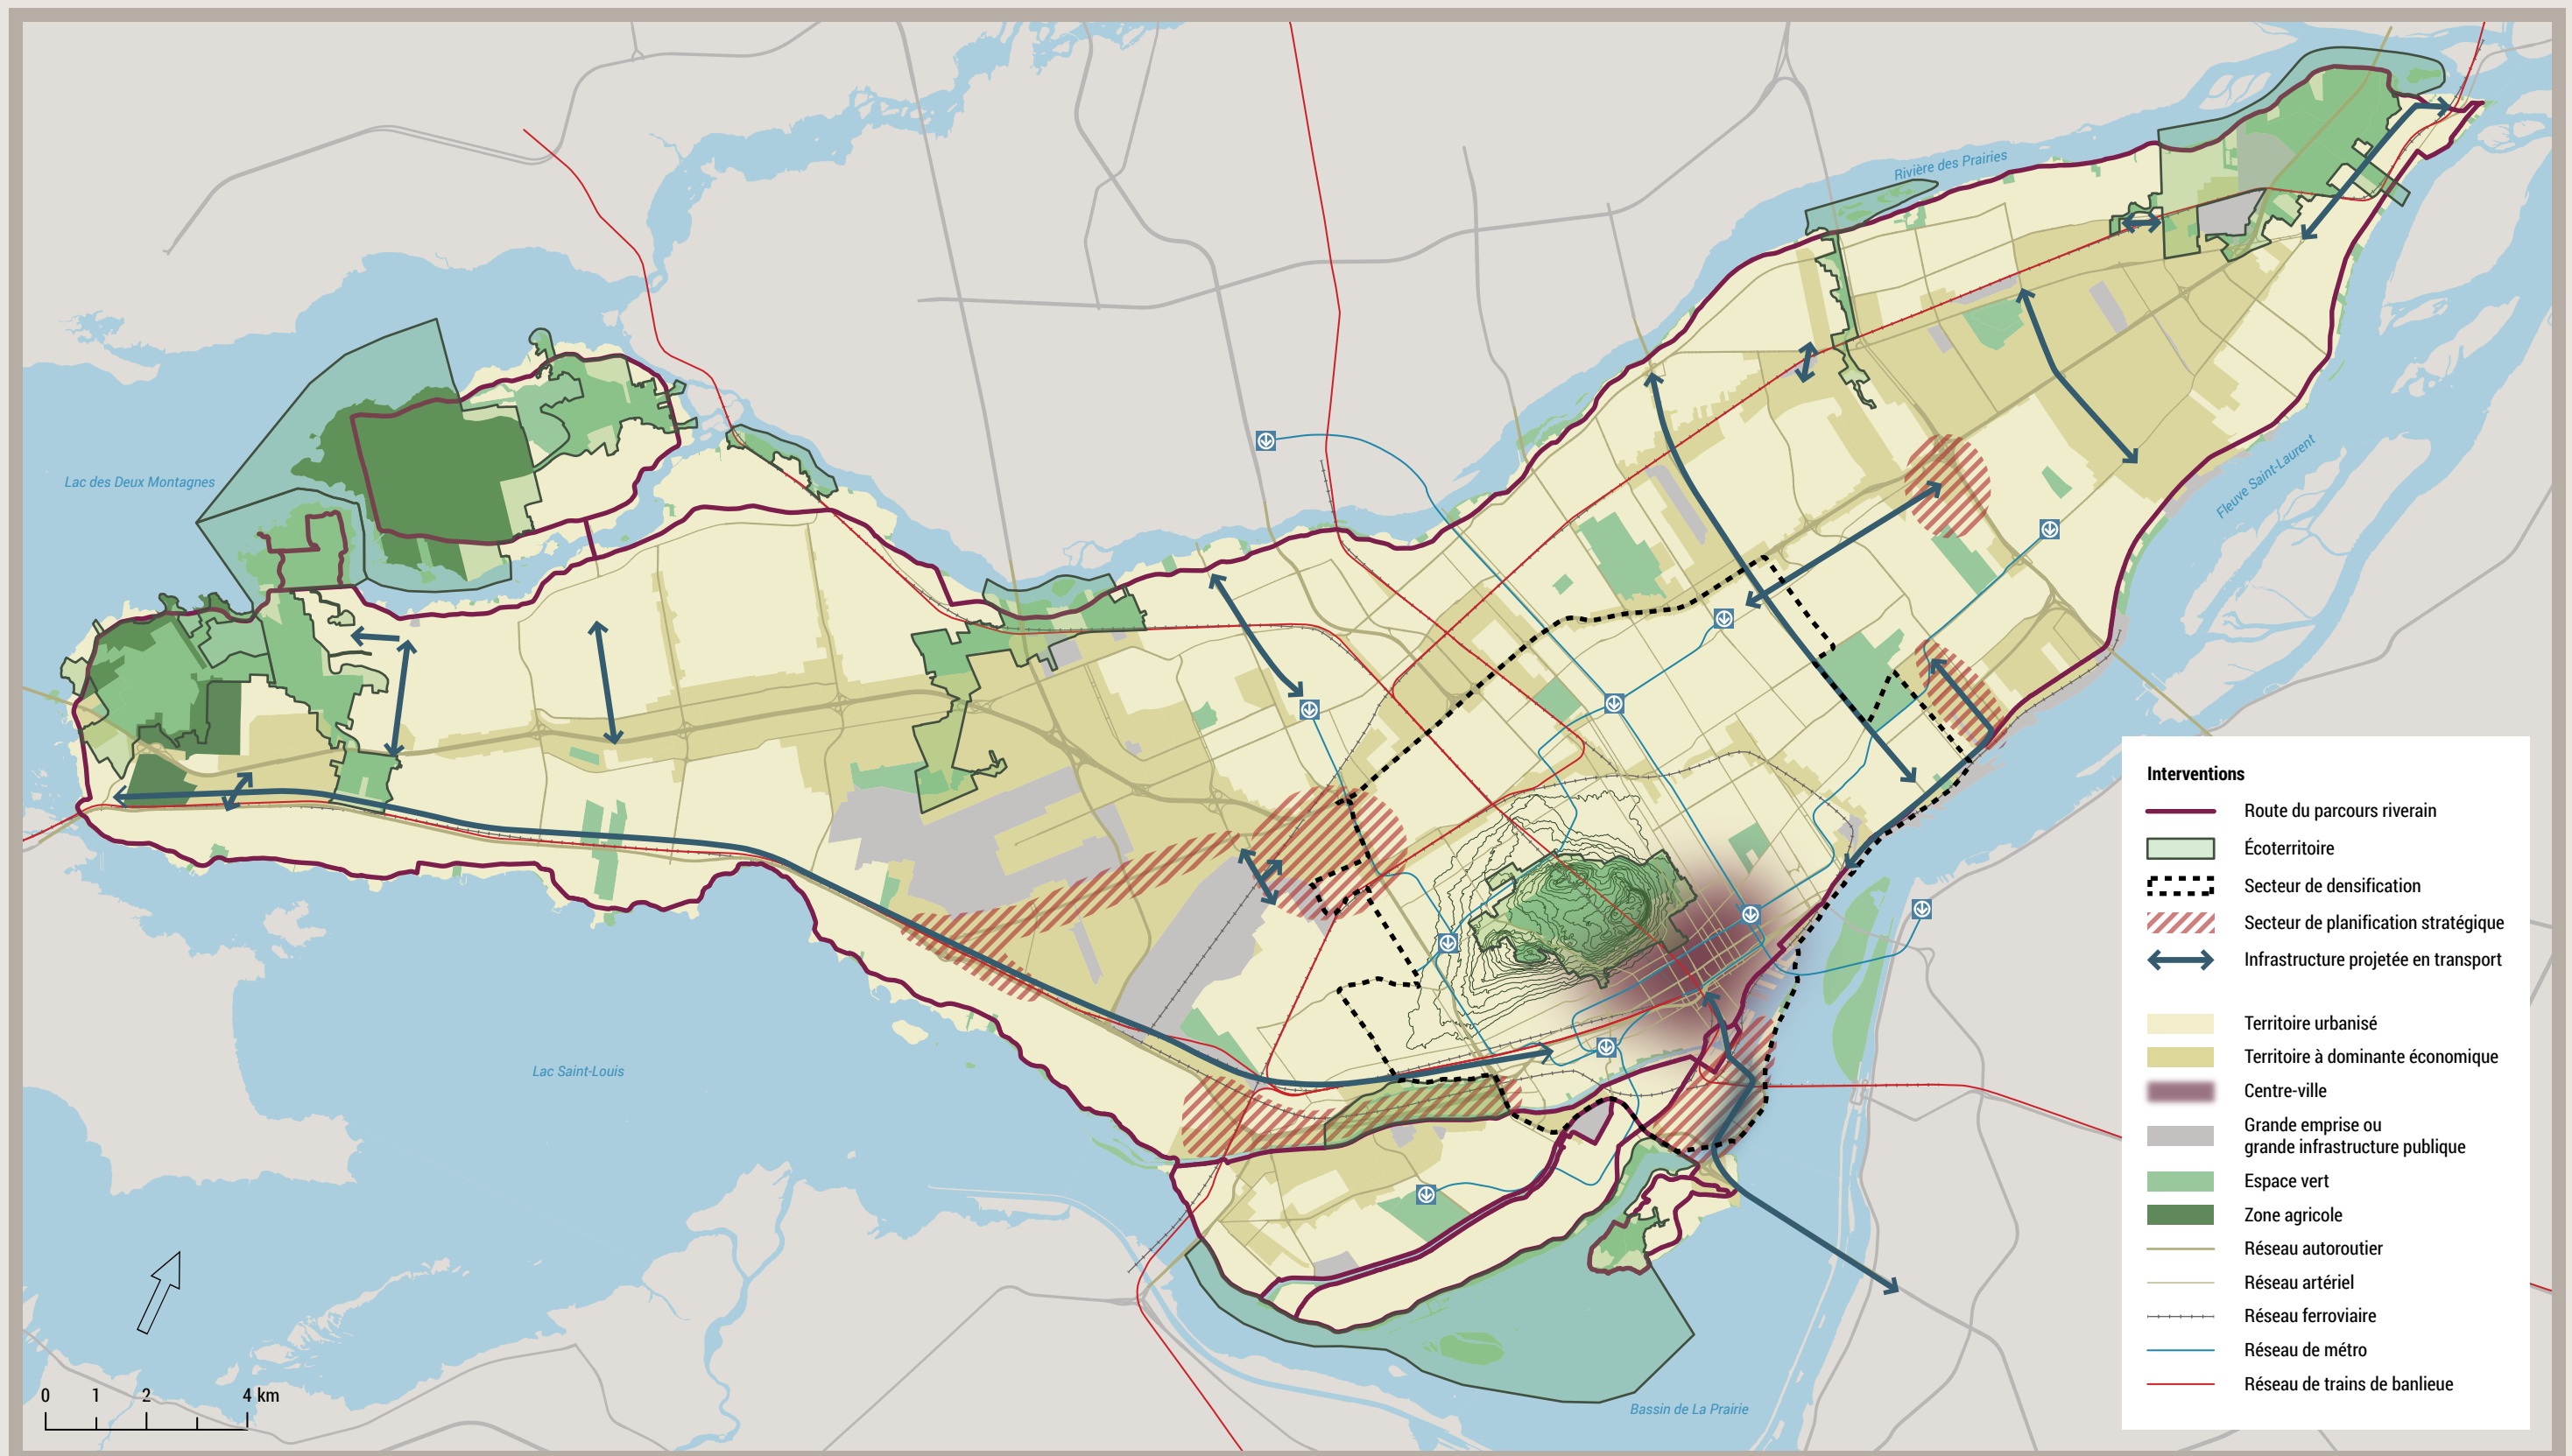 Rivière des Prairies
Lac des Deux Montagnes
Fleuve Saint-Laurent
Lac Saint-Louis
Bassin de La Prairie
0 1 2 4 km
Interventions
Route du parcours riverain
Écoterritoire
Secteur de densification
Secteur de planification stratégique
Infrastructure projetée en transport
Territoire urbanisé
Territoire à dominante économique
Centre-ville
Grande emprise ou
grande infrastructure publique
Espace vert
Zone agricole
Réseau autoroutier
Réseau artériel
Réseau ferroviaire
Réseau de métro
Réseau de trains de banlieue